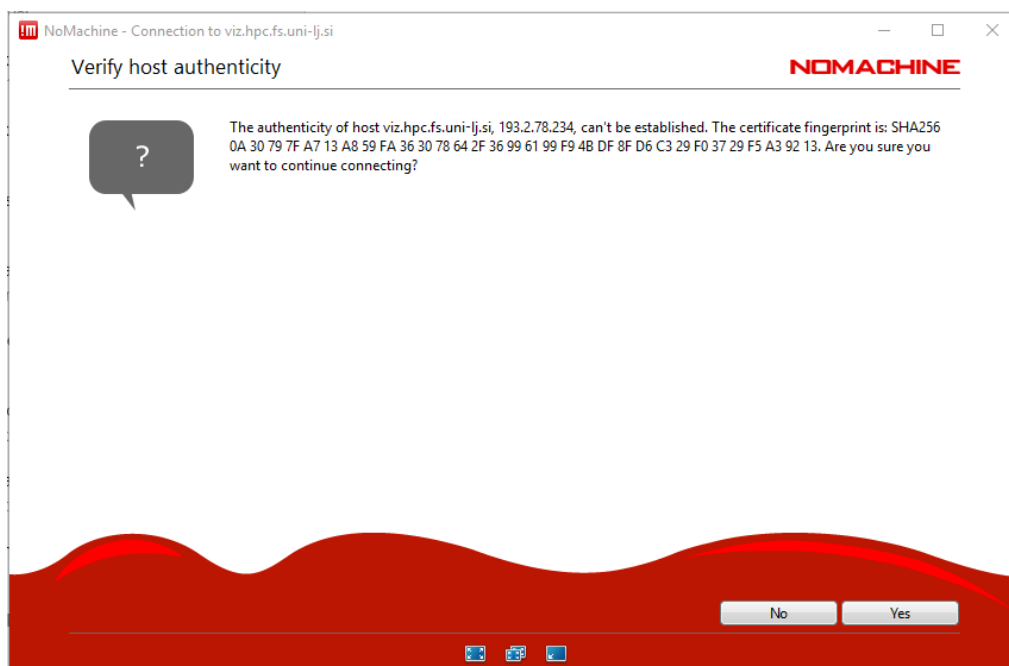 NoMachine - Connection to viz.hpc.fs.uni-lj.si
Verify host authenticity
NOMACHINE
?
The authenticity of host viz.hpc.fs.uni-lj.si, 193.2.78.234, can't be established. The certificate fingerprint is: SHA256
0A 30 79 7F A7 13 A8 59 FA 36 30 78 64 2F 36 99 61 99 F9 4B DF 8F D6 C3 29 F0 37 29 F5 A3 92 13. Are you sure you
want to continue connecting?
No
Yes